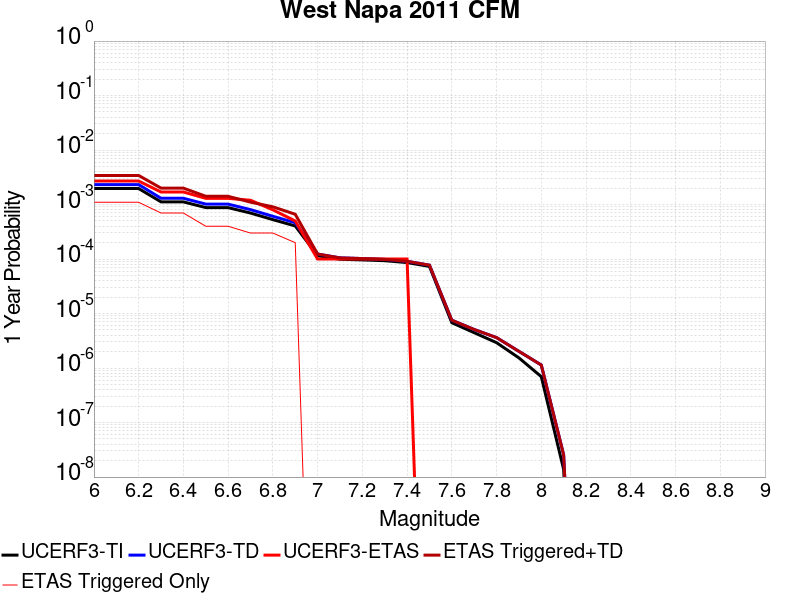 West Napa 2011 CFM
10^0
10^-1
10^-2
10^-3
10^-4
10^-5
10^-6
10^-7
10^-8
1 Year Probability
6 6.2 6.4 6.6 6.8 7 7.2 7.4 7.6 7.8 8 8.2 8.4 8.6 8.8 9
Magnitude
UCERF3-TI UCERF3-TD UCERF3-ETAS ETAS Triggered+TD
ETAS Triggered Only